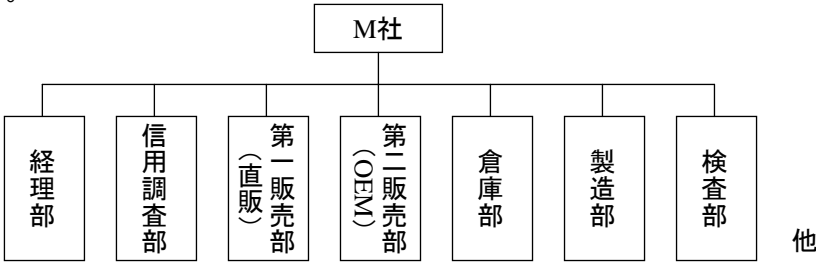 。
M社
経理部
信用調査部
第一販売部
（直販）
第二販売部
（OEM）
倉庫部
製造部
検査部
他